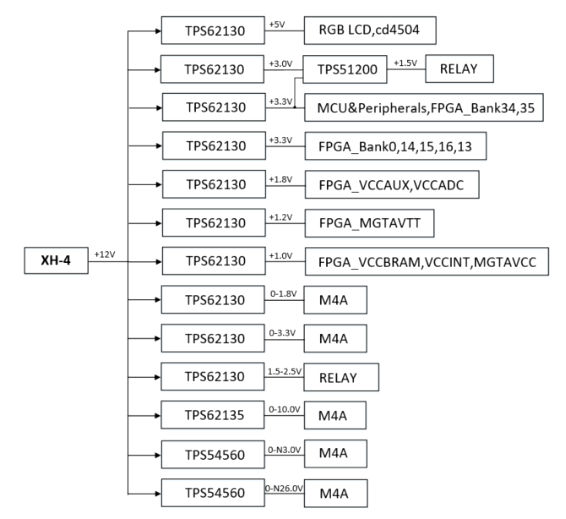 TPS62130 +5V RGB LCD,cd4504
TPS62130 +3.0V TPS51200 +1.5V RELAY
TPS62130 +3.3V MCU&Peripherals,FPGA_Bank34,35
TPS62130 +3.3V FPGA_Bank0,14,15,16,13
TPS62130 +1.8V FPGA_VCCAUX,VCCADC
TPS62130 +1.2V FPGA_MGTAVTT
XH-4 +12V TPS62130 +1.0V FPGA_VCCBRAM,VCCINT,MGTAVCC
TPS62130 0-1.8V M4A
TPS62130 0-3.3V M4A
TPS62130 1.5-2.5V RELAY
TPS62135 0-10.0V M4A
TPS54560 0-N3.0V M4A
TPS54560 0-N26.0V M4A